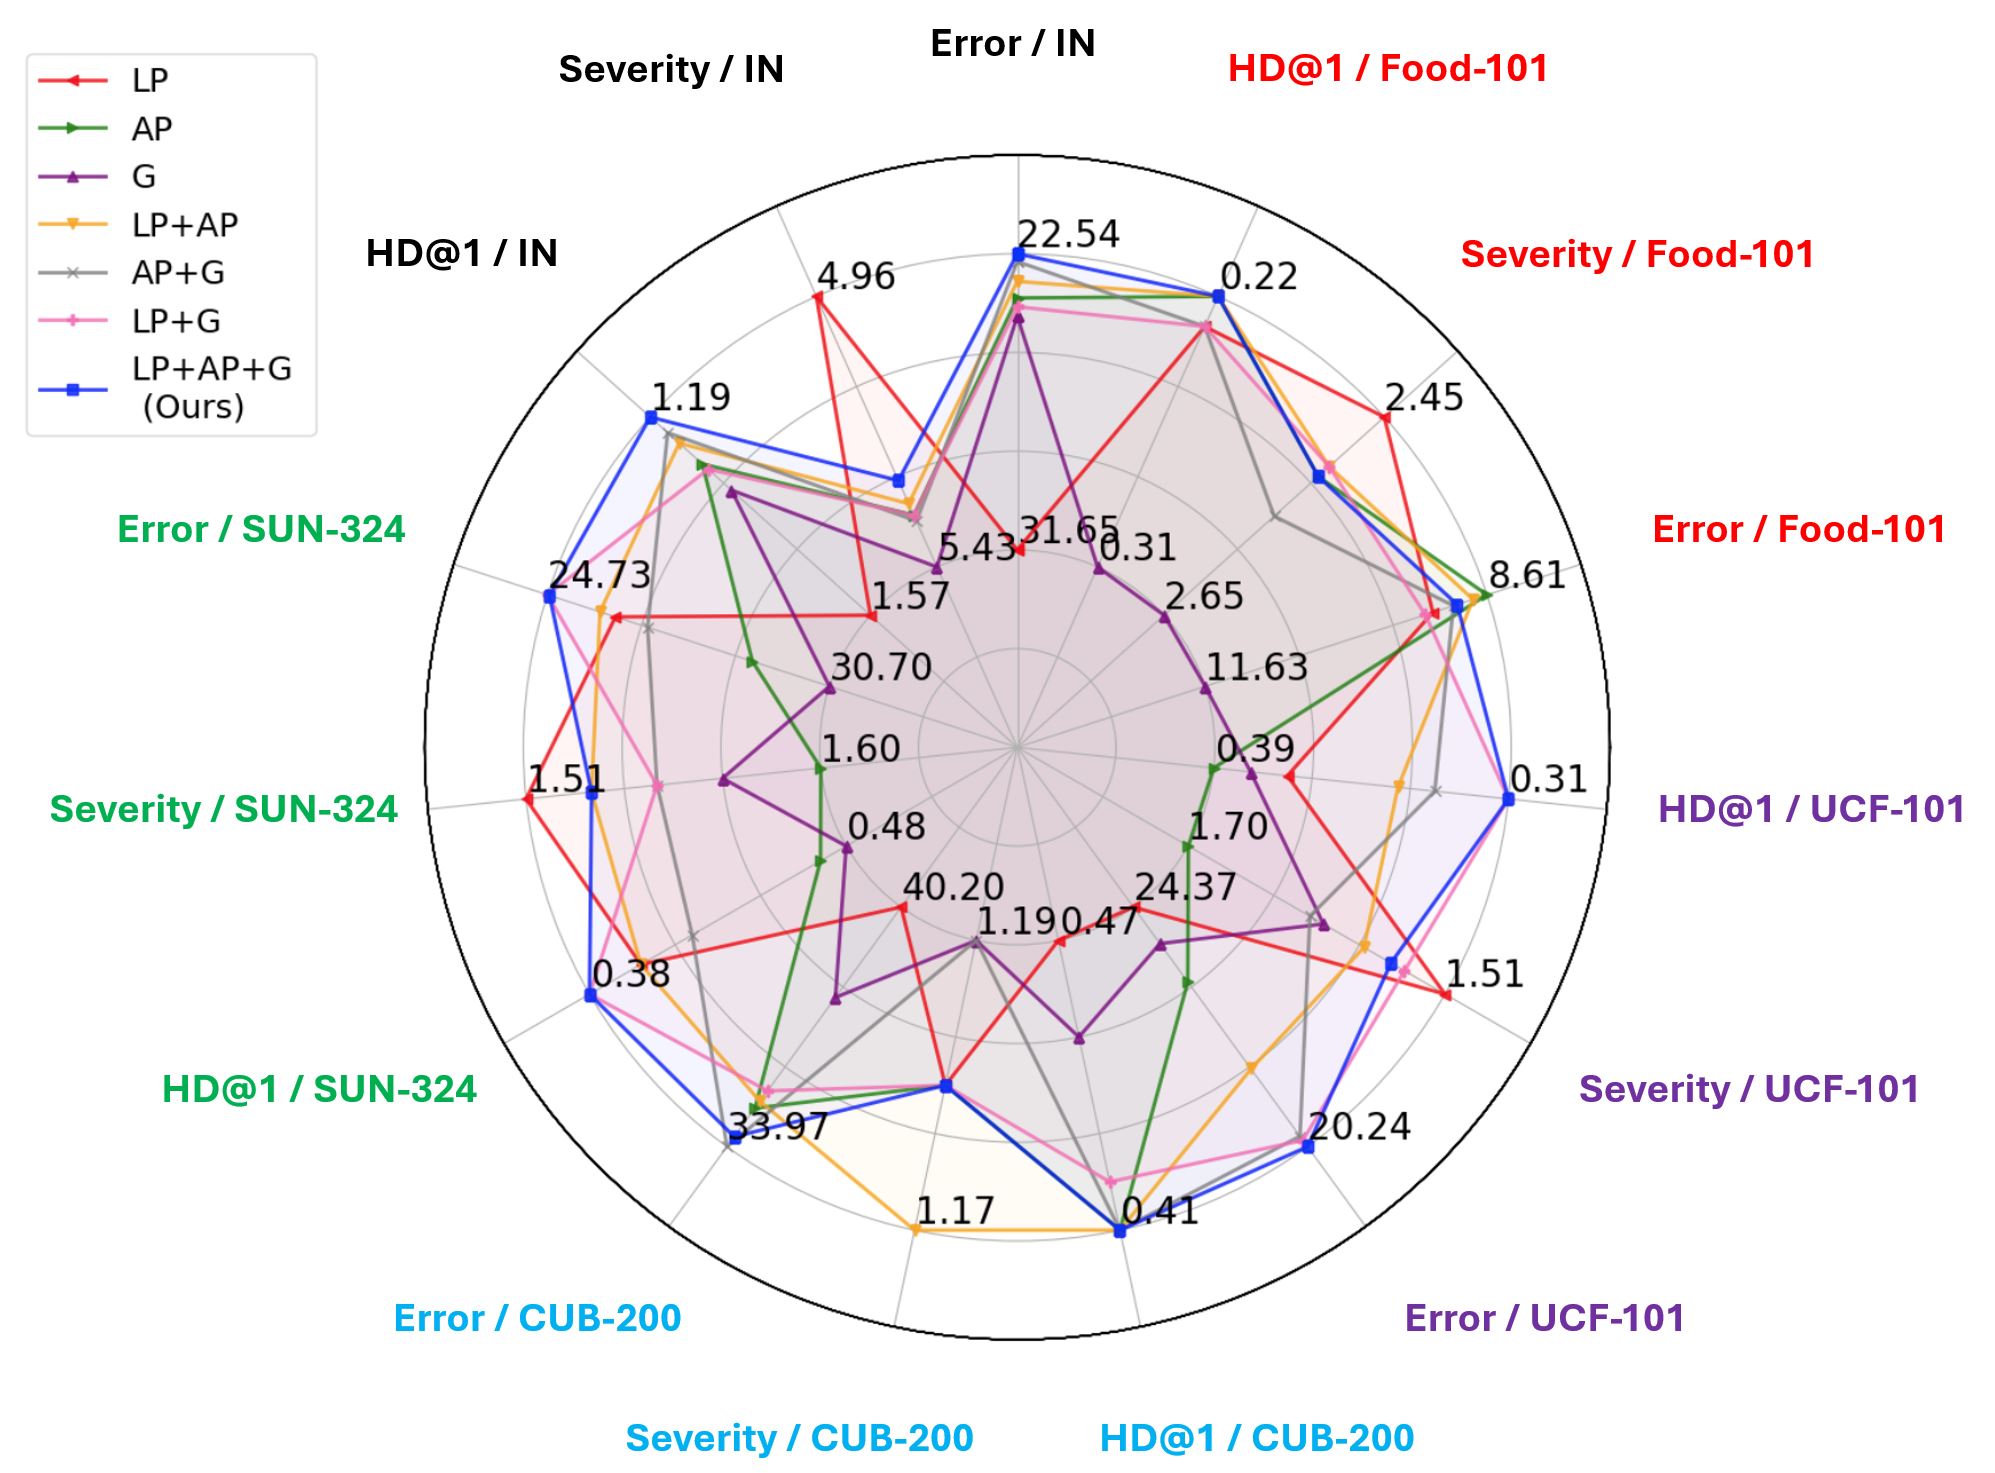 Error / IN
Severity / IN
HD@1 / Food-101
LP
AP
G
LP+AP
AP+G
LP+G
LP+AP+G
(Ours)
HD@1 / IN
Severity / Food-101
22.54
4.96
0.22
1.19
2.45
Error / SUN-324
Error / Food-101
31.65
5.43
0.31
24.73
8.61
1.57
2.65
30.70
11.63
1.60
0.39
1.51
0.31
Severity / SUN-324
HD@1 / UCF-101
0.48
1.70
40.20
24.37
1.19
0.47
0.38
1.51
HD@1 / SUN-324
Severity / UCF-101
33.97
20.24
1.17
0.41
Error / CUB-200
Error / UCF-101
Severity / CUB-200
HD@1 / CUB-200